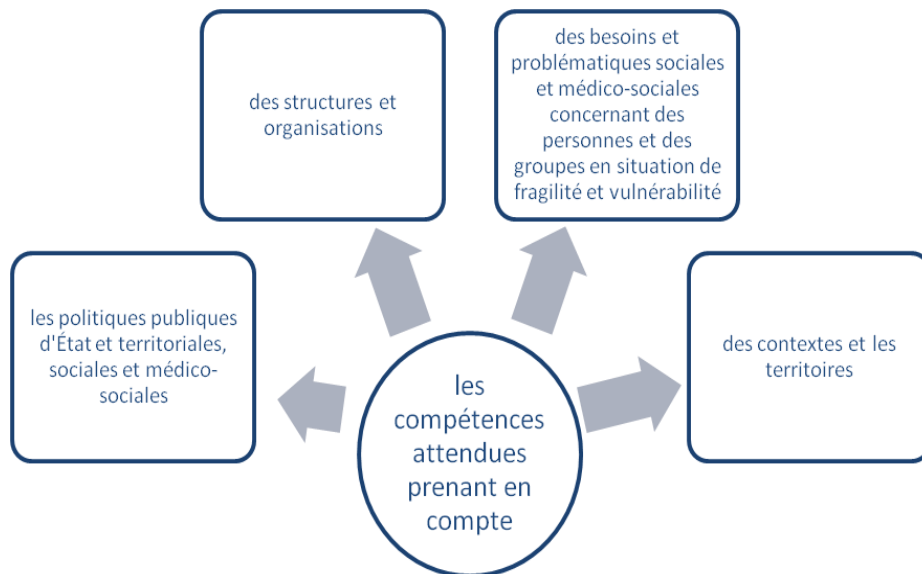 des structures et
organisations
des besoins et
problématiques sociales
et médico-sociales
concernant des
personnes et des
groupes en situation de
fragilité et vulnérabilité
les politiques publiques
d'État et territoriales,
sociales et médico-
sociales
des contextes et les
territoires
les
compétences
attendues
prenant en
compte